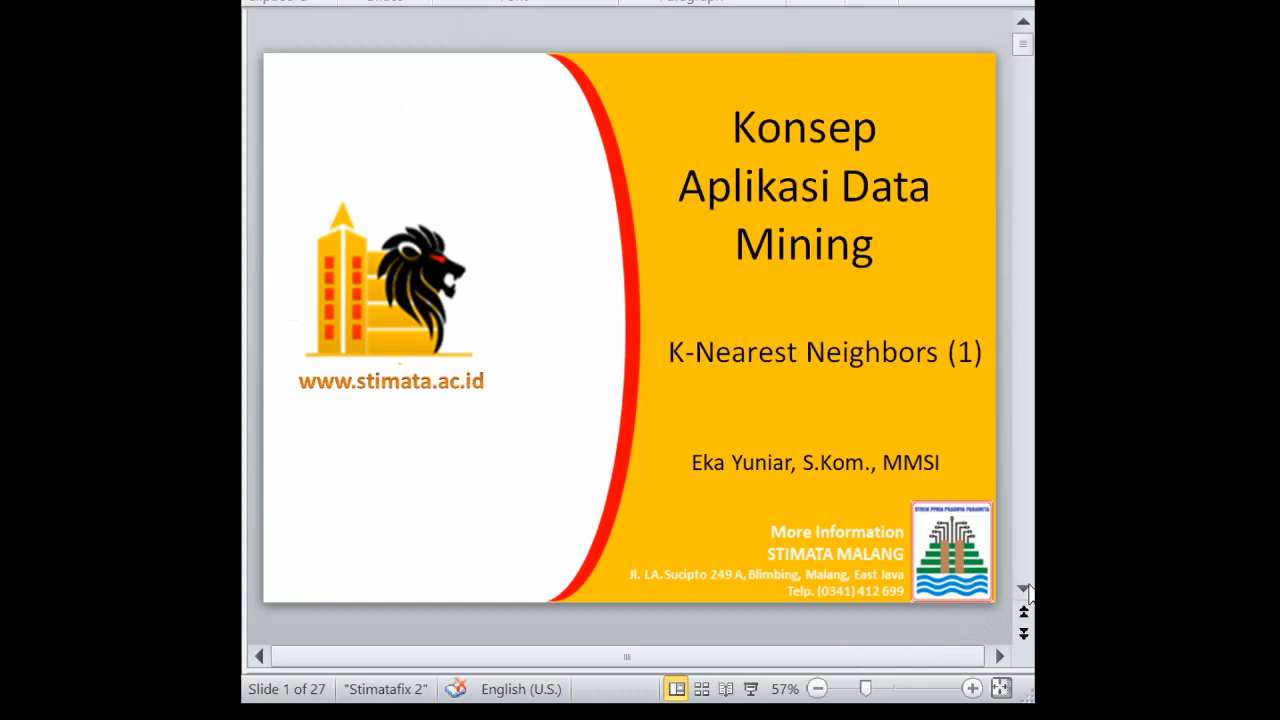 Konsep
Aplikasi Data
Mining
K-Nearest Neighbors (1)
www.stimata.ac.id
Eka Yuniar, S.Kom., MMSI
More Information
STIMATA MALANG
Jl. LA. Sucipto 249 A, Blimbing, Malang, East Java
Telp. (0341) 412 699
Slide 1 of 27
"Stimatafix 2"
English (U.S.)
57%